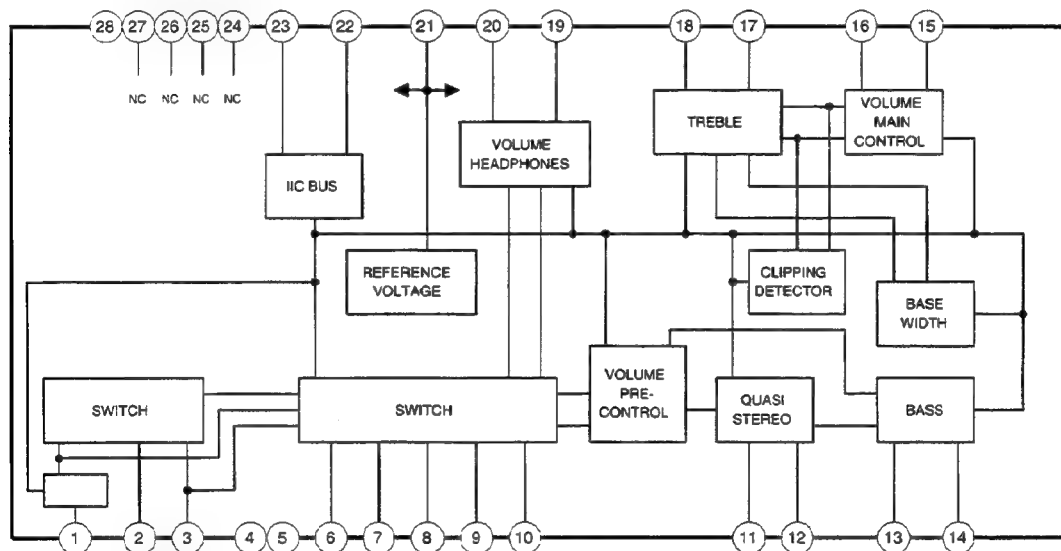 28 27 26 25 24 23 22 21 20 19 18 17 16 15
NC NC NC NC
IIC BUS
VOLUME
HEADPHONES
TREBLE
VOLUME
MAIN
CONTROL
REFERENCE
VOLTAGE
CLIPPING
DETECTOR
BASE
WIDTH
SWITCH
SWITCH
VOLUME
PRE-
CONTROL
QUASI
STEREO
BASS
1 2 3 4 5 6 7 8 9 10 11 12 13 14